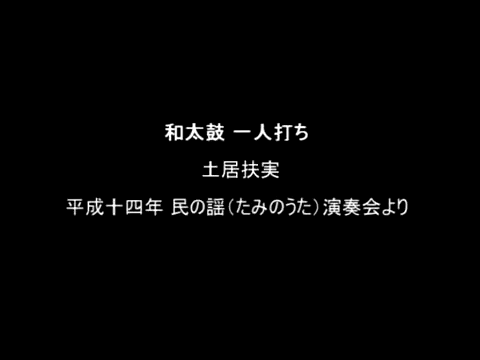 和太鼓 一人打ち
土居扶実
平成十四年 民の謡(たみのうた)演奏会より